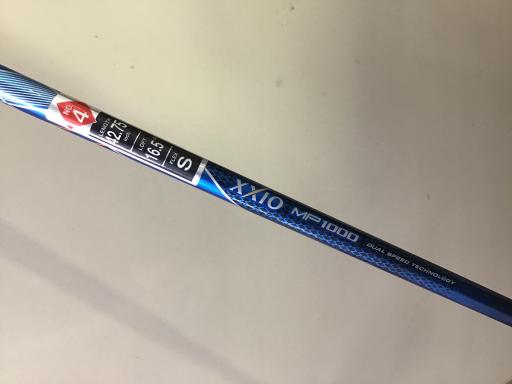 NO. 4
LENGTH 42.75 inch
LOFT 16.5°
FLEX S
XXIO MP1000 DUAL SPEED TECHNOLOGY